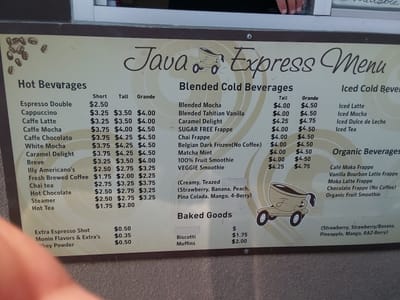 Java Express Menu
Hot Beverages
Short Tall Grande
Espresso Double $2.50
Cappuccino $3.25 $3.50 $4.00
Caffe Latte $3.25 $3.50 $4.00
Caffe Mocha $3.75 $4.00 $4.50
Caffe Chocolate $3.75 $4.25 $4.50
White Mocha $3.75 $4.25 $4.50
Caramel Delight $3.75 $4.25 $4.50
Breve $3.25 $3.50 $4.00
Illy Americano's $2.50 $2.75 $3.25
Fresh Brewed Coffee $1.75 $2.00 $2.25
Chai tea $2.75 $3.25 $3.75
Hot Chocolate $2.50 $2.75 $3.25
Steamer $2.50 $2.75 $3.25
Hot Tea $1.75 $2.00
Extra Espresso Shot $0.50
Monin Flavors & Extra's $0.35
Powder $0.50
Blended Cold Beverages
Tall Grande
Blended Mocha $4.00 $4.50
Blended Tahitian Vanilla $4.00 $4.50
Caramel Delight $4.25 $4.75
SUGAR FREE Frappe $4.00 $4.50
Chai Frappe $4.00 $4.50
Belgian Dark Frozen(No Coffee) $4.00 $4.50
Matcha Mint $4.00 $4.50
100% Fruit Smoothie $4.00 $4.50
VEGGIE Smoothie $4.25 $4.75
(Creamy, Teazed
(Strawberry, Banana, Peach,
Pina Colada, Mango, 4-Berry)
Baked Goods
$
Biscotti $1.75
Muffins $2.00
Iced Cold Bever
Iced Latte
Iced Mocha
Iced Dulce de Leche
Iced Tea
Organic Beverages
Café Moka Frappe
Vanilla Bourbon Latte Frappe
Moka Latte Frappe
Chocolate Frappe (No Coffee)
Organic Fruit Smoothie
(Strawberry, Strawberry/Banana,
Pineapple, Mango, RAZ-Berry)